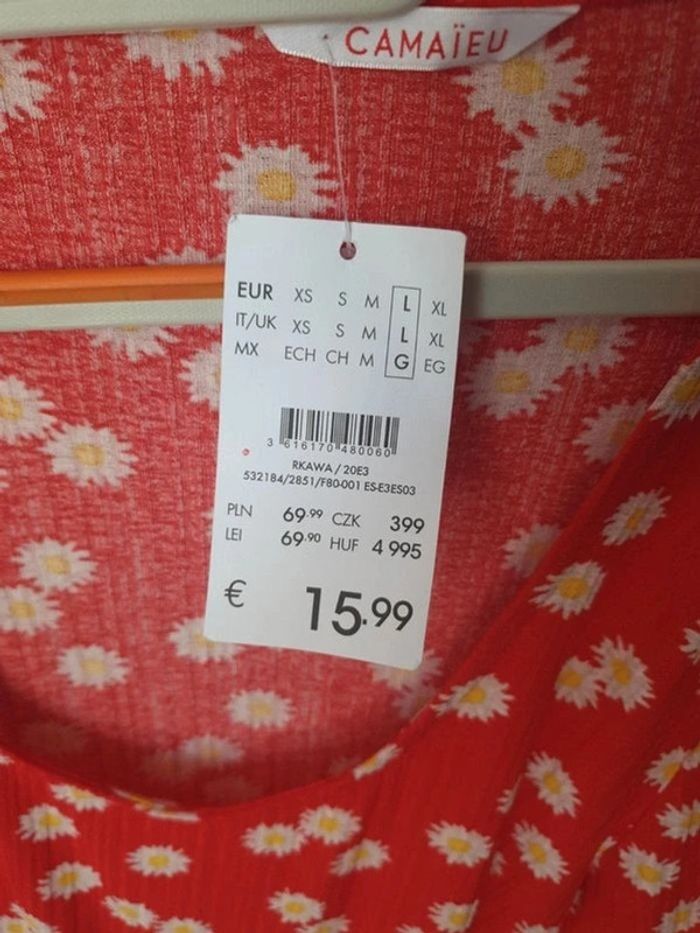 CAMAÏEU
EUR XS S M L XL
IT/UK XS S M L XL
MX ECH CH M G EG
3 616170 480060
RKAWA / 20E3
532184/2851/F80-001 ES-E3ES03
PLN 69.99 CZK 399
LEI 69.90 HUF 4 995
€ 15.99